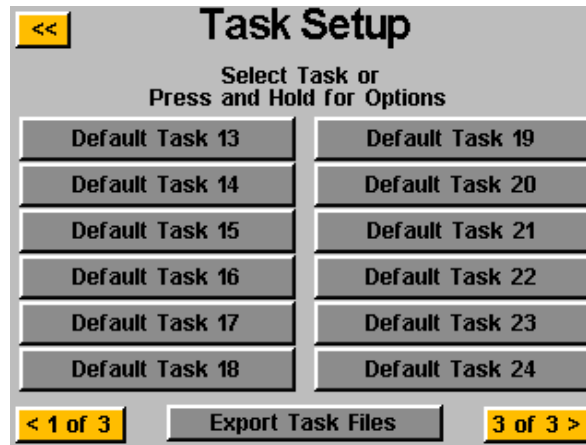 <<
Task Setup
Select Task or
Press and Hold for Options
Default Task 13
Default Task 14
Default Task 15
Default Task 16
Default Task 17
Default Task 18
Default Task 19
Default Task 20
Default Task 21
Default Task 22
Default Task 23
Default Task 24
< 1 of 3
Export Task Files
3 of 3 >